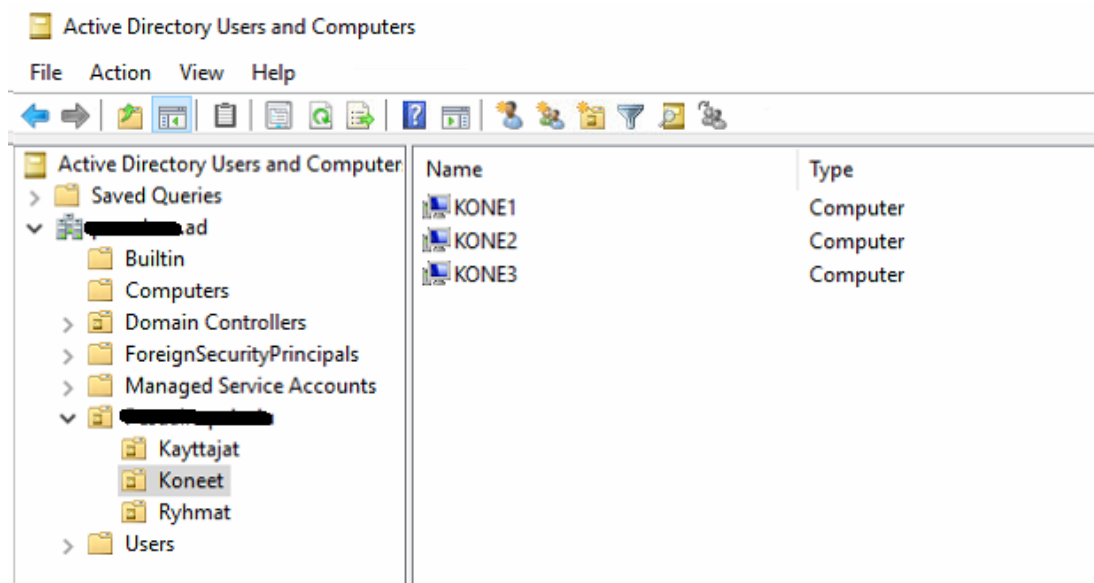 Active Directory Users and Computers
File Action View Help
Active Directory Users and Computer
Saved Queries
.ad
Builtin
Computers
Domain Controllers
ForeignSecurityPrincipals
Managed Service Accounts
Kayttajat
Koneet
Ryhmat
Users
Name Type
KONE1 Computer
KONE2 Computer
KONE3 Computer